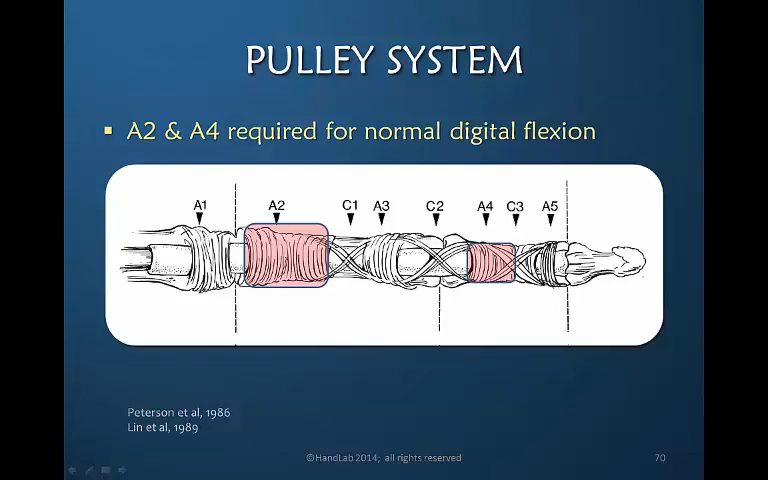 PULLEY SYSTEM
▪ A2 & A4 required for normal digital flexion
A1 A2 C1 A3 C2 A4 C3 A5
Peterson et al, 1986
Lin et al, 1989
©HandLab 2014; all rights reserved 70